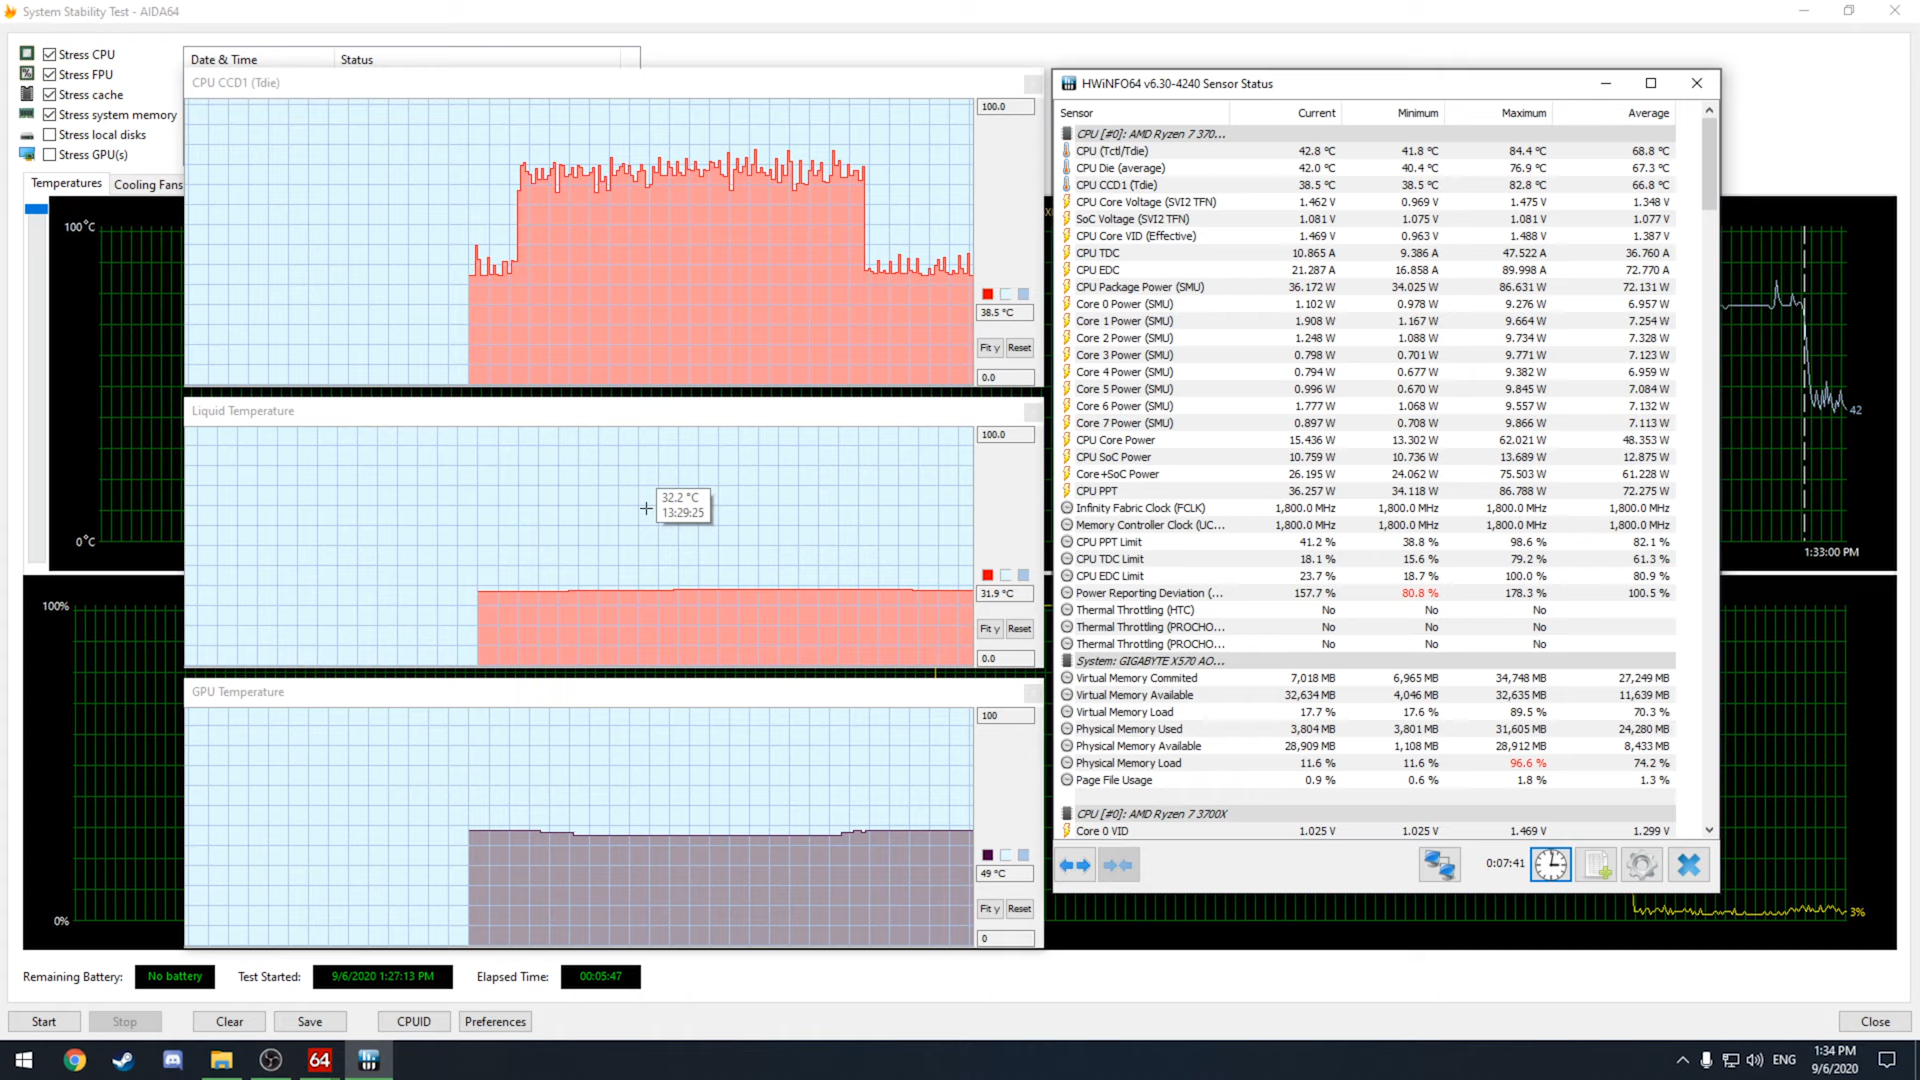 System Stability Test - AIDA64
Stress CPU
Stress FPU
Stress cache
Stress system memory
Stress local disks
Stress GPU(s)
Date & Time Status
Temperatures Cooling Fans
100°C
0°C
100%
0%
CPU CCD1 (Tdie)
100.0
38.5 °C
Fit y Reset
0.0
Liquid Temperature
100.0
32.2 °C
13:29:25
31.9 °C
Fit y Reset
0.0
GPU Temperature
100
49 °C
Fit y Reset
0
HWiNFO64 v6.30-4240 Sensor Status
Sensor Current Minimum Maximum Average
CPU [#0]: AMD Ryzen 7 370...
CPU (Tctl/Tdie) 42.8 °C 41.8 °C 84.4 °C 68.8 °C
CPU Die (average) 42.0 °C 40.4 °C 76.9 °C 67.3 °C
CPU CCD1 (Tdie) 38.5 °C 38.5 °C 82.8 °C 66.8 °C
CPU Core Voltage (SVI2 TFN) 1.462 V 0.969 V 1.475 V 1.348 V
SoC Voltage (SVI2 TFN) 1.081 V 1.075 V 1.081 V 1.077 V
CPU Core VID (Effective) 1.469 V 0.963 V 1.488 V 1.387 V
CPU TDC 10.865 A 9.386 A 47.522 A 36.760 A
CPU EDC 21.287 A 16.858 A 89.998 A 72.770 A
CPU Package Power (SMU) 36.172 W 34.025 W 86.631 W 72.131 W
Core 0 Power (SMU) 1.102 W 0.978 W 9.276 W 6.957 W
Core 1 Power (SMU) 1.908 W 1.167 W 9.664 W 7.254 W
Core 2 Power (SMU) 1.248 W 1.088 W 9.734 W 7.328 W
Core 3 Power (SMU) 0.798 W 0.701 W 9.771 W 7.123 W
Core 4 Power (SMU) 0.794 W 0.677 W 9.382 W 6.959 W
Core 5 Power (SMU) 0.996 W 0.670 W 9.845 W 7.084 W
Core 6 Power (SMU) 1.777 W 1.068 W 9.557 W 7.132 W
Core 7 Power (SMU) 0.897 W 0.708 W 9.866 W 7.113 W
CPU Core Power 15.436 W 13.302 W 62.021 W 48.353 W
CPU SoC Power 10.759 W 10.736 W 13.689 W 12.875 W
Core+SoC Power 26.195 W 24.062 W 75.503 W 61.228 W
CPU PPT 36.257 W 34.118 W 86.788 W 72.275 W
Infinity Fabric Clock (FCLK) 1,800.0 MHz 1,800.0 MHz 1,800.0 MHz 1,800.0 MHz
Memory Controller Clock (UC... 1,800.0 MHz 1,800.0 MHz 1,800.0 MHz 1,800.0 MHz
CPU PPT Limit 41.2 % 38.8 % 98.6 % 82.1 %
CPU TDC Limit 18.1 % 15.6 % 79.2 % 61.3 %
CPU EDC Limit 23.7 % 18.7 % 100.0 % 80.9 %
Power Reporting Deviation (... 157.7 % 80.8 % 178.3 % 100.5 %
Thermal Throttling (HTC) No No No
Thermal Throttling (PROCHO... No No No
Thermal Throttling (PROCHO... No No No
System: GIGABYTE X570 AO...
Virtual Memory Commited 7,018 MB 6,965 MB 34,748 MB 27,249 MB
Virtual Memory Available 32,634 MB 4,046 MB 32,635 MB 11,639 MB
Virtual Memory Load 17.7 % 17.6 % 89.5 % 70.3 %
Physical Memory Used 3,804 MB 3,801 MB 31,605 MB 24,280 MB
Physical Memory Available 28,909 MB 1,108 MB 28,912 MB 8,433 MB
Physical Memory Load 11.6 % 11.6 % 96.6 % 74.2 %
Page File Usage 0.9 % 0.6 % 1.8 % 1.3 %
CPU [#0]: AMD Ryzen 7 3700X
Core 0 VID 1.025 V 1.025 V 1.469 V 1.299 V
0:07:41
42
1:33:00 PM
3%
Remaining Battery: No battery Test Started: 9/6/2020 1:27:13 PM Elapsed Time: 00:05:47
Start Stop Clear Save CPUID Preferences Close
64
ENG
1:34 PM
9/6/2020